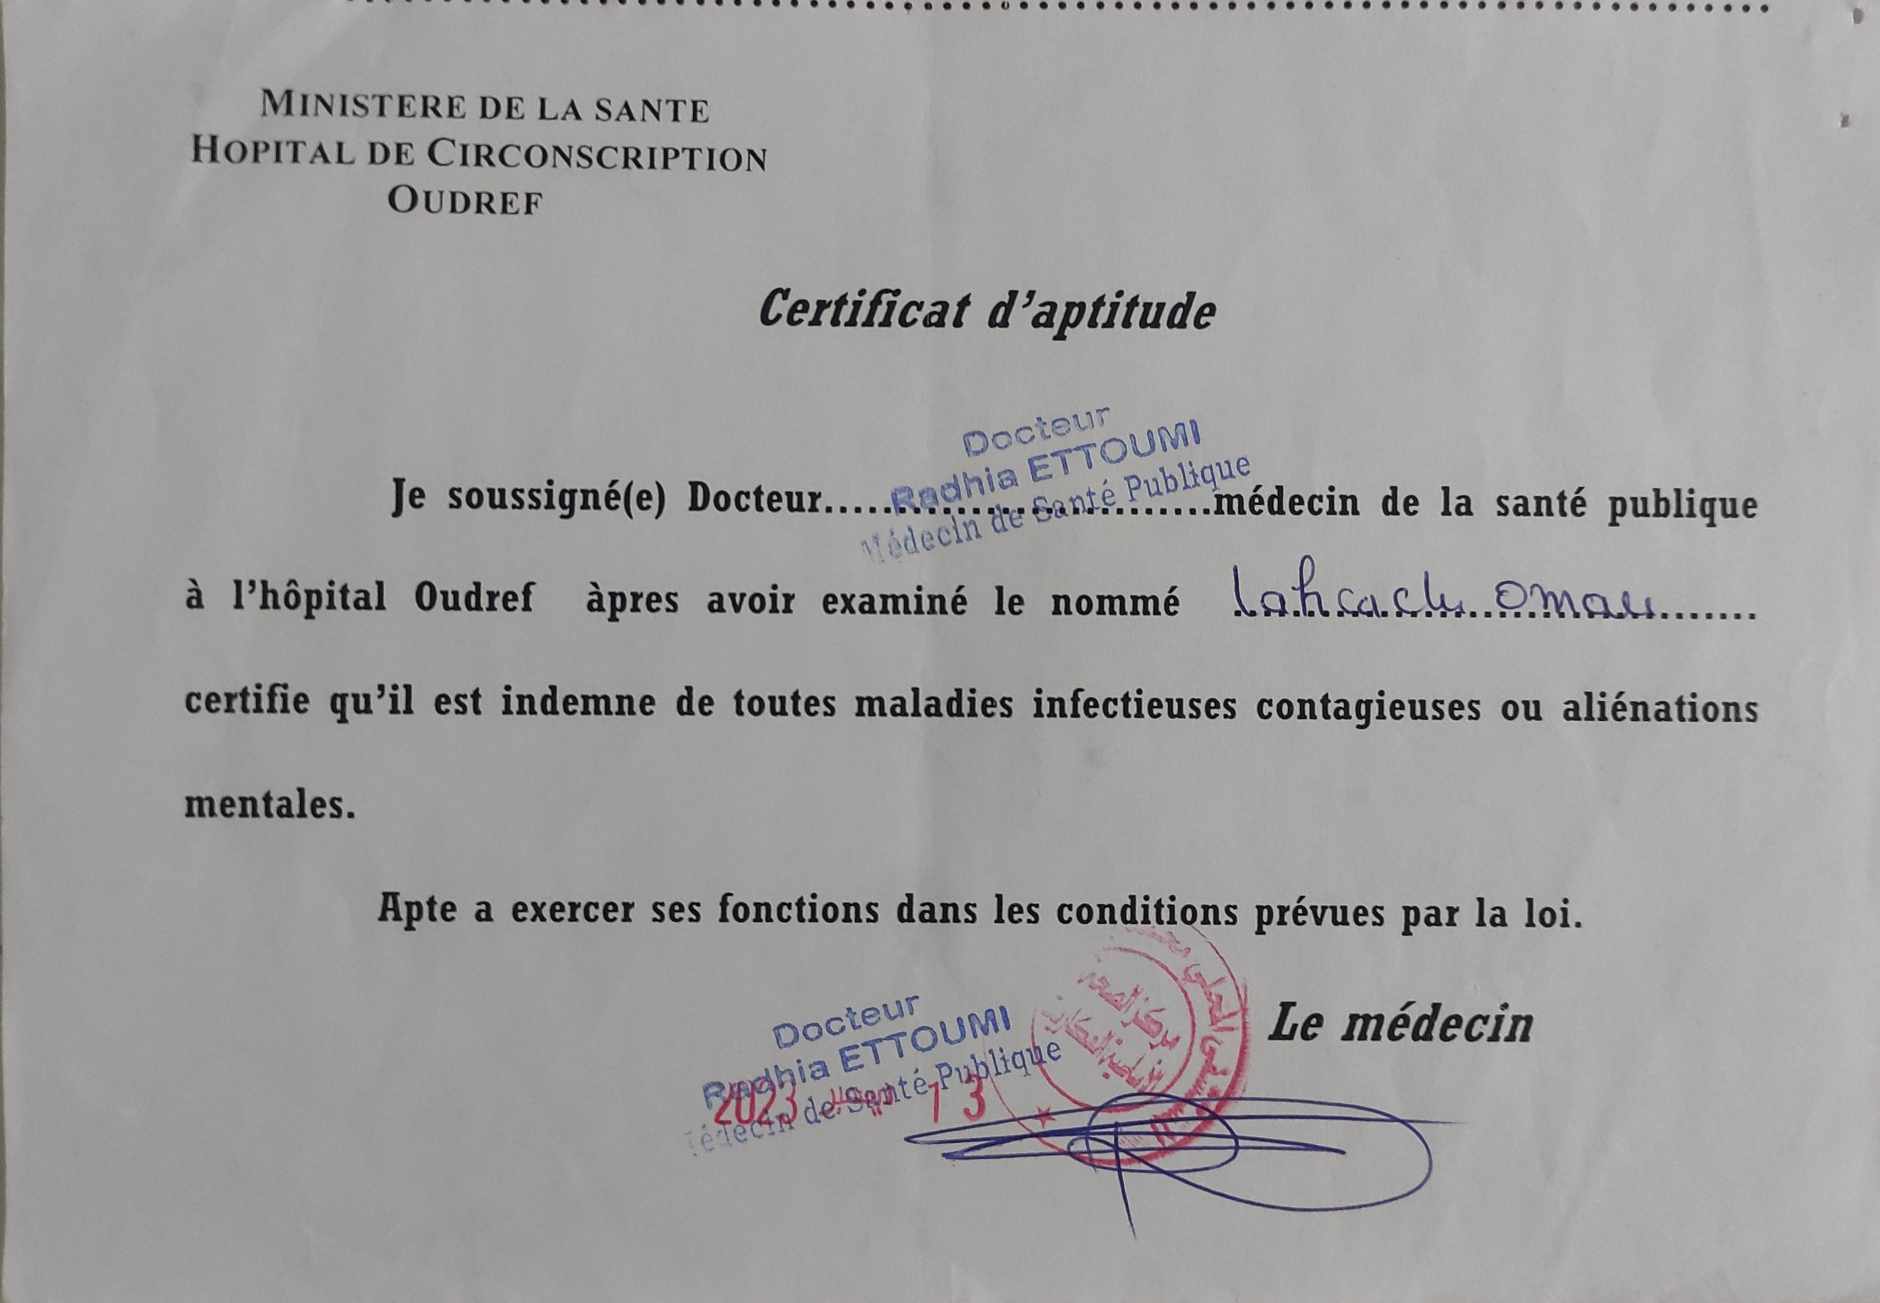 MINISTERE DE LA SANTE
HOPITAL DE CIRCONSCRIPTION
OUDREF
Certificat d'aptitude
Docteur
Radhia ETTOUMI
Médecin de Santé Publique
Je soussigné(e) Docteur..............................médecin de la santé publique
à l'hôpital Oudref àpres avoir examiné le nommé
certifie qu'il est indemne de toutes maladies infectieuses contagieuses ou aliénations
mentales.
Apte a exercer ses fonctions dans les conditions prévues par la loi.
Le médecin
Docteur
Radhia ETTOUMI
Médecin de Santé Publique
2023 13